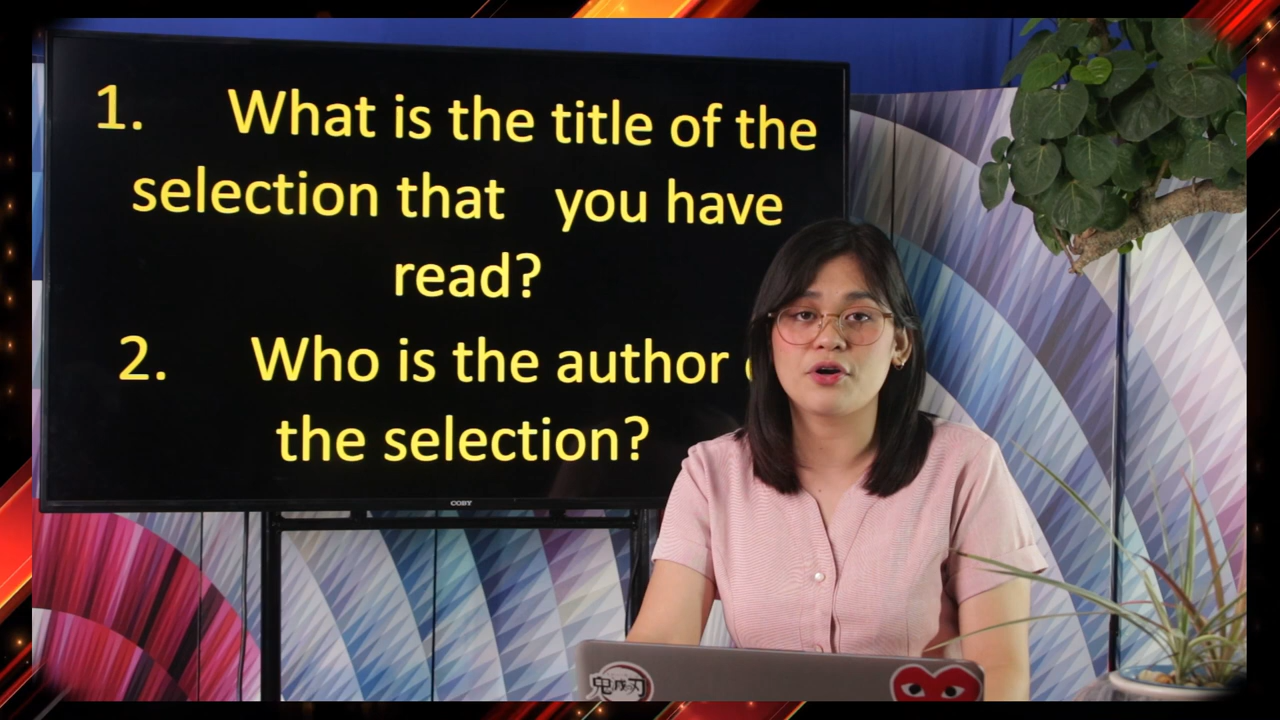 1. What is the title of the
selection that you have
read?
2. Who is the author
the selection?
COBY